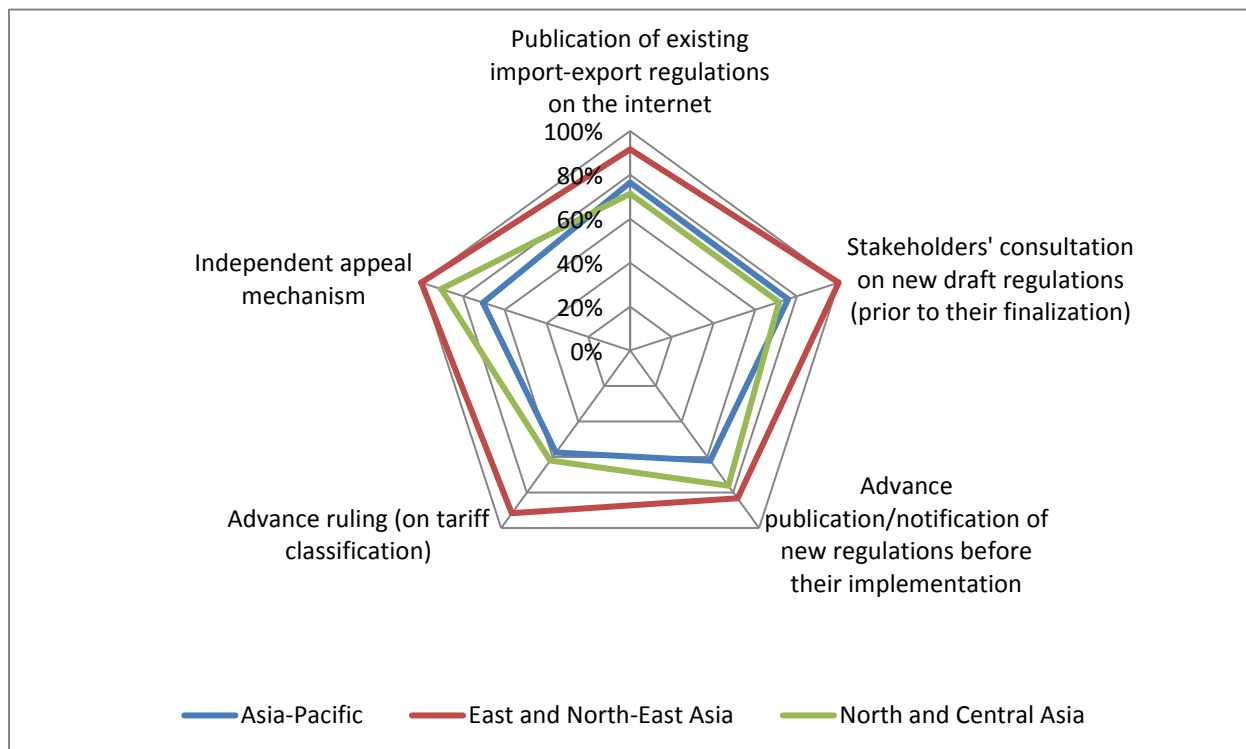 Publication of existing
import-export regulations
on the internet
100%
80%
60%
40%
20%
0%
Stakeholders' consultation
on new draft regulations
(prior to their finalization)
Advance
publication/notification of
new regulations before
their implementation
Advance ruling (on tariff
classification)
Independent appeal
mechanism
Asia-Pacific
East and North-East Asia
North and Central Asia